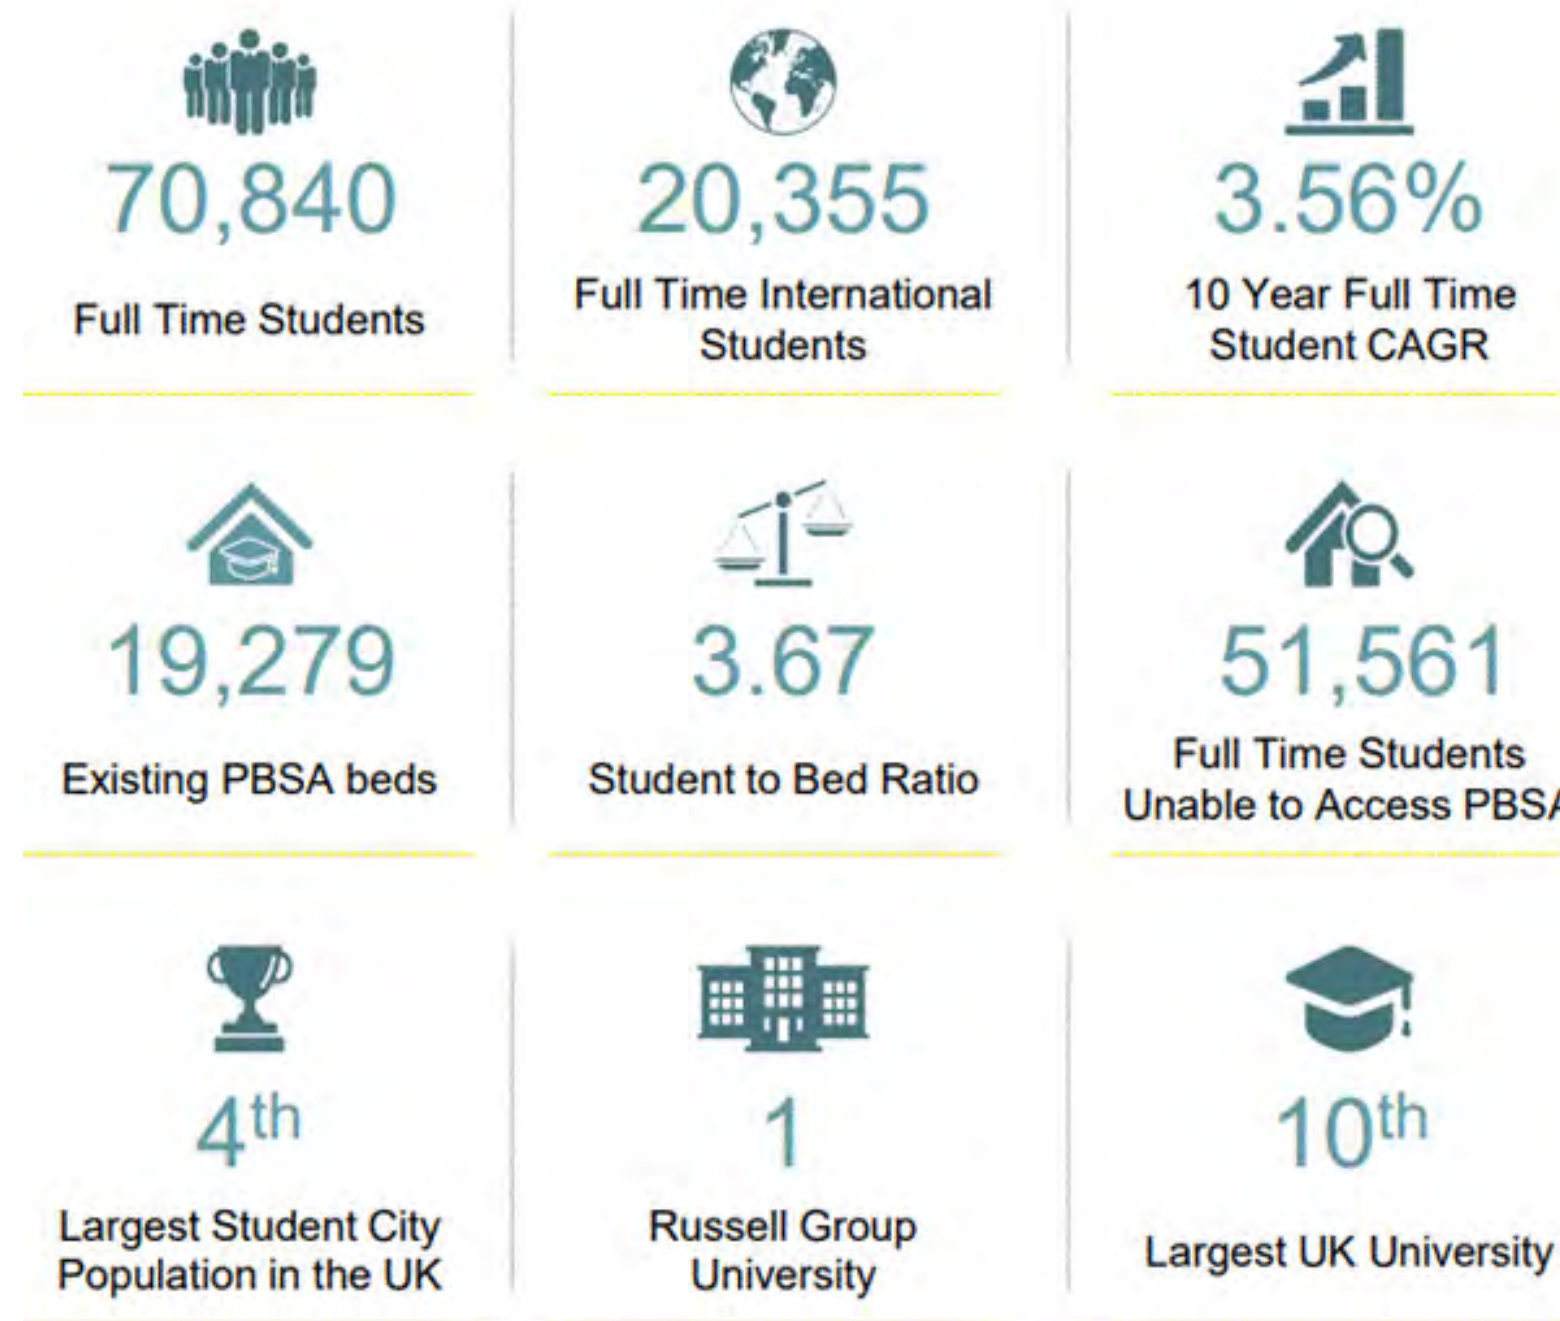 70,840
Full Time Students
20,355
Full Time International
Students
3.56%
10 Year Full Time
Student CAGR
19,279
Existing PBSA beds
3.67
Student to Bed Ratio
51,561
Full Time Students
Unable to Access PBSA
4th
Largest Student City
Population in the UK
1
Russell Group
University
10th
Largest UK University